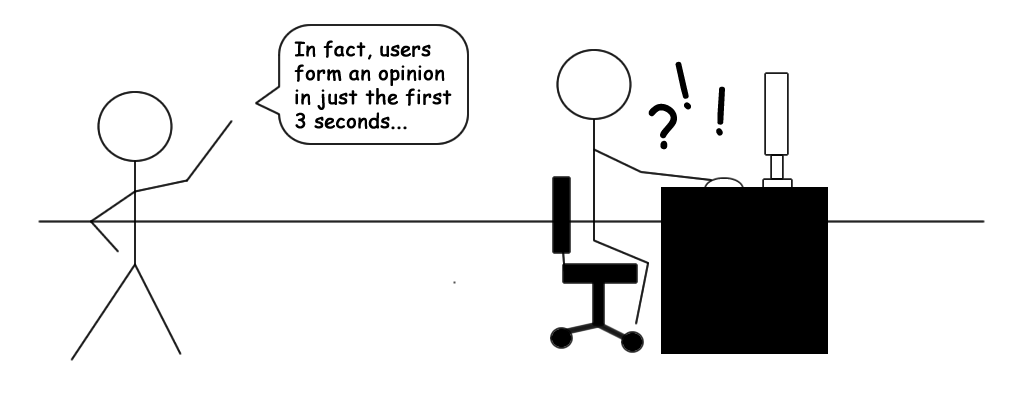 In fact, users
form an opinion
in just the first
3 seconds...
? ! !